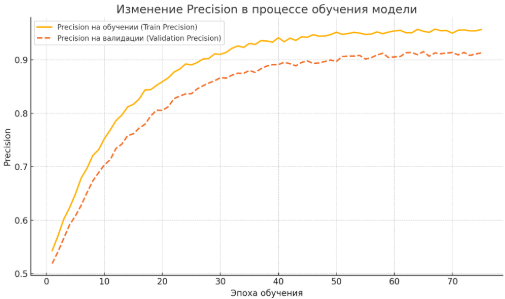 Изменение Precision в процессе обучения модели
Precision на обучении (Train Precision)
Precision на валидации (Validation Precision)
Precision
0.9
0.8
0.7
0.6
0.5
0 10 20 30 40 50 60 70
Эпоха обучения